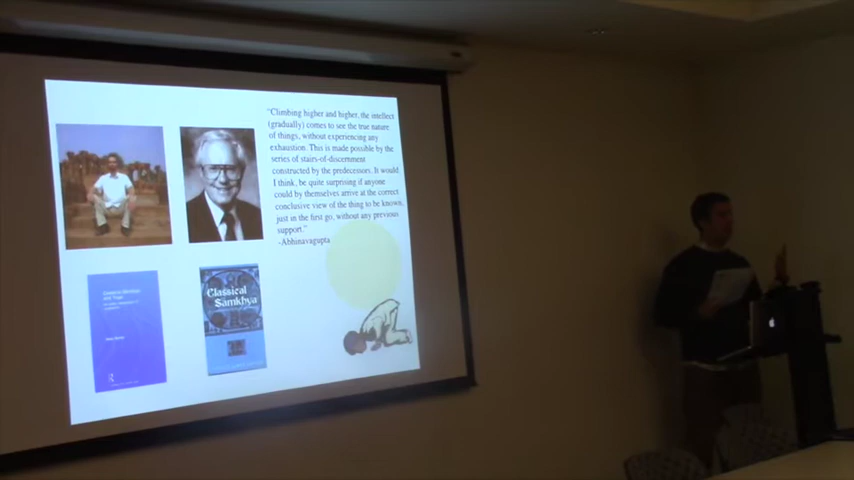 "Climbing higher and higher, the intellect
(gradually) comes to see the true nature
of things, without experiencing any
exhaustion. This is made possible by the
series of stairs-of-discernment
constructed by the predecessors. It would
I think, be quite surprising if anyone
could by themselves arrive at the correct
conclusive view of the thing to be known,
just in the first go, without any previous
support."
-Abhinavagupta
Classical
Sāṃkhya